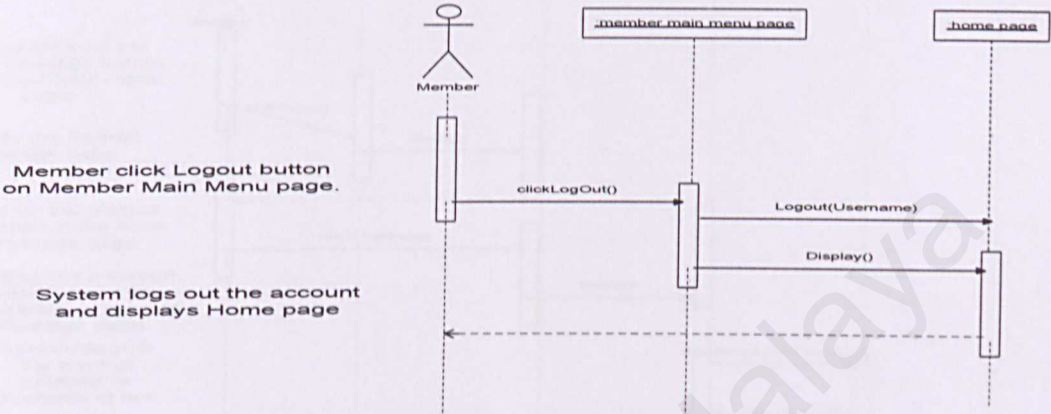 :member main menu page
:home page
Member
Member click Logout button
on Member Main Menu page.
clickLogOut()
Logout(Username)
Display()
System logs out the account
and displays Home page
alaya